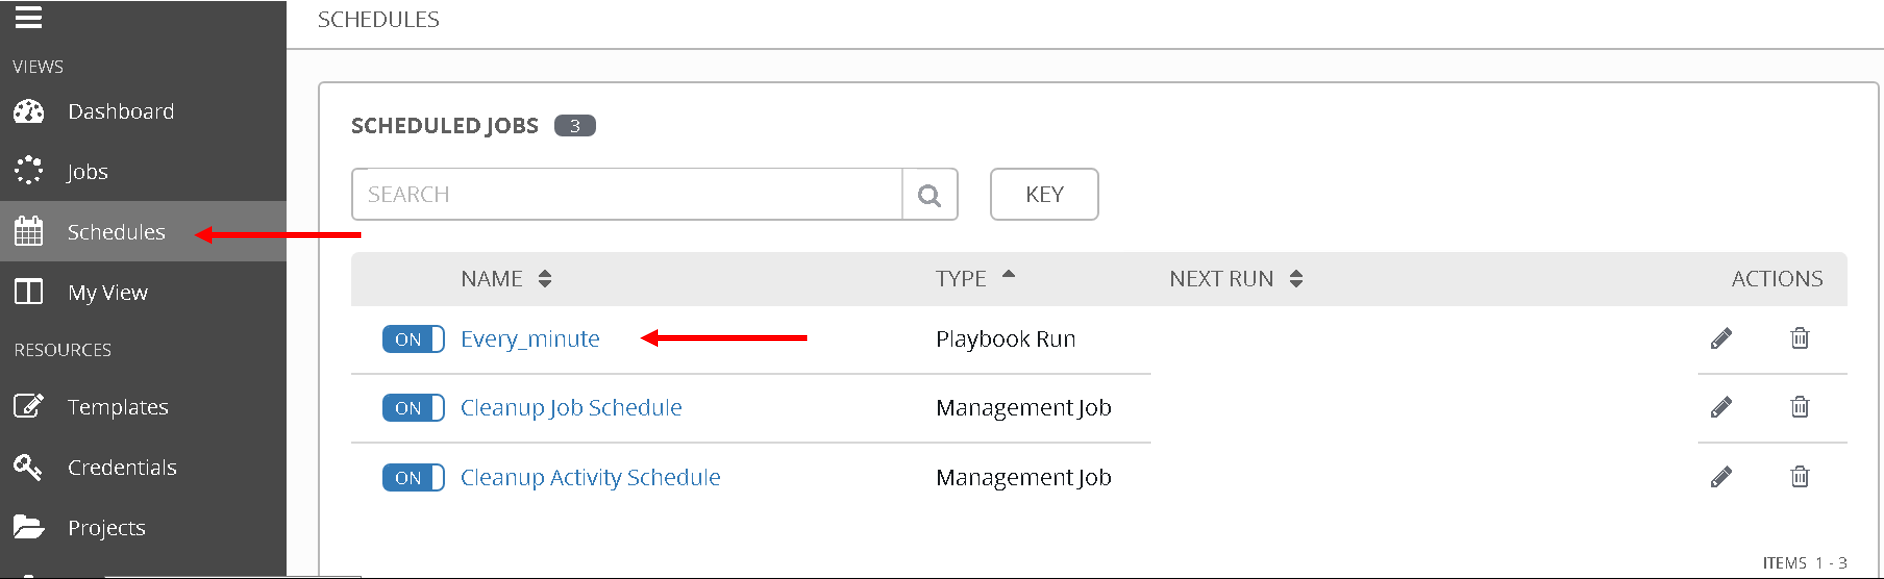 SCHEDULES
VIEWS
Dashboard
Jobs
Schedules
My View
RESOURCES
Templates
Credentials
Projects
SCHEDULED JOBS 3
SEARCH
KEY
NAME TYPE NEXT RUN ACTIONS
ON Every_minute Playbook Run
ON Cleanup Job Schedule Management Job
ON Cleanup Activity Schedule Management Job
ITEMS 1 - 3